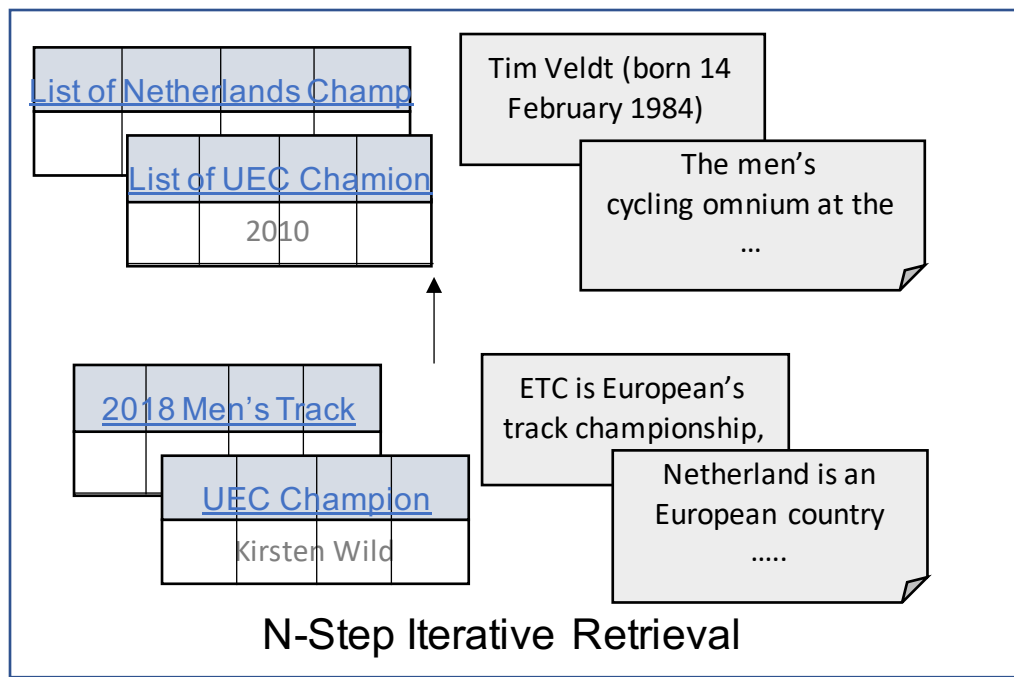 List of Netherlands Champ
List of UEC Chamion
2010
Tim Veldt (born 14
February 1984)
The men’s
cycling omnium at the
...
2018 Men’s Track
UEC Champion
Kirsten Wild
ETC is European’s
track championship,
Netherland is an
European country
.....
N-Step Iterative Retrieval